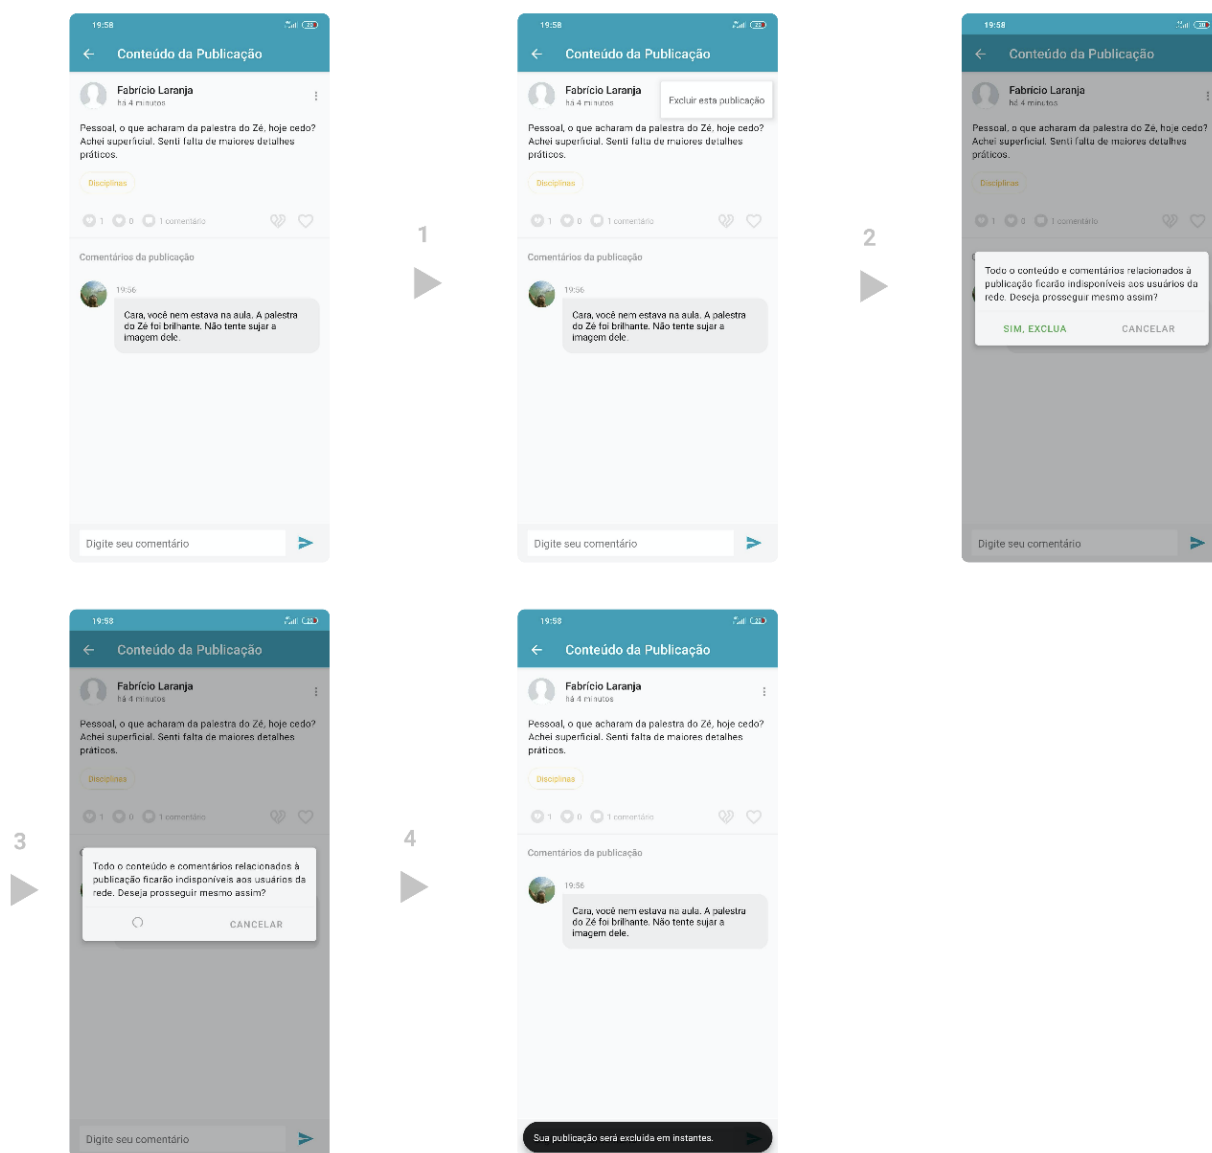 19:58
Conteúdo da Publicação
Fabrício Laranja
há 4 minutos
Pessoal, o que acharam da palestra do Zé, hoje cedo?
Achei superficial. Senti falta de maiores detalhes
práticos.
Disciplinas
1 0 1 comentário
Comentários da publicação
19:56
Cara, você nem estava na aula. A palestra
do Zé foi brilhante. Não tente sujar a
imagem dele.
Digite seu comentário
1
19:58
Conteúdo da Publicação
Fabrício Laranja
há 4 minutos
Excluir esta publicação
Pessoal, o que acharam da palestra do Zé, hoje cedo?
Achei superficial. Senti falta de maiores detalhes
práticos.
Disciplinas
1 0 1 comentário
Comentários da publicação
19:56
Cara, você nem estava na aula. A palestra
do Zé foi brilhante. Não tente sujar a
imagem dele.
Digite seu comentário
2
19:58
Conteúdo da Publicação
Fabrício Laranja
há 4 minutos
Pessoal, o que acharam da palestra do Zé, hoje cedo?
Achei superficial. Senti falta de maiores detalhes
práticos.
Disciplinas
1 0 1 comentário
Todo o conteúdo e comentários relacionados à
publicação ficarão indisponíveis aos usuários da
rede. Deseja prosseguir mesmo assim?
SIM, EXCLUA CANCELAR
Digite seu comentário
3
19:58
Conteúdo da Publicação
Fabrício Laranja
há 4 minutos
Pessoal, o que acharam da palestra do Zé, hoje cedo?
Achei superficial. Senti falta de maiores detalhes
práticos.
Disciplinas
1 0 1 comentário
Todo o conteúdo e comentários relacionados à
publicação ficarão indisponíveis aos usuários da
rede. Deseja prosseguir mesmo assim?
CANCELAR
Digite seu comentário
4
19:58
Conteúdo da Publicação
Fabrício Laranja
há 4 minutos
Pessoal, o que acharam da palestra do Zé, hoje cedo?
Achei superficial. Senti falta de maiores detalhes
práticos.
Disciplinas
1 0 1 comentário
Comentários da publicação
19:56
Cara, você nem estava na aula. A palestra
do Zé foi brilhante. Não tente sujar a
imagem dele.
Sua publicação será excluída em instantes.